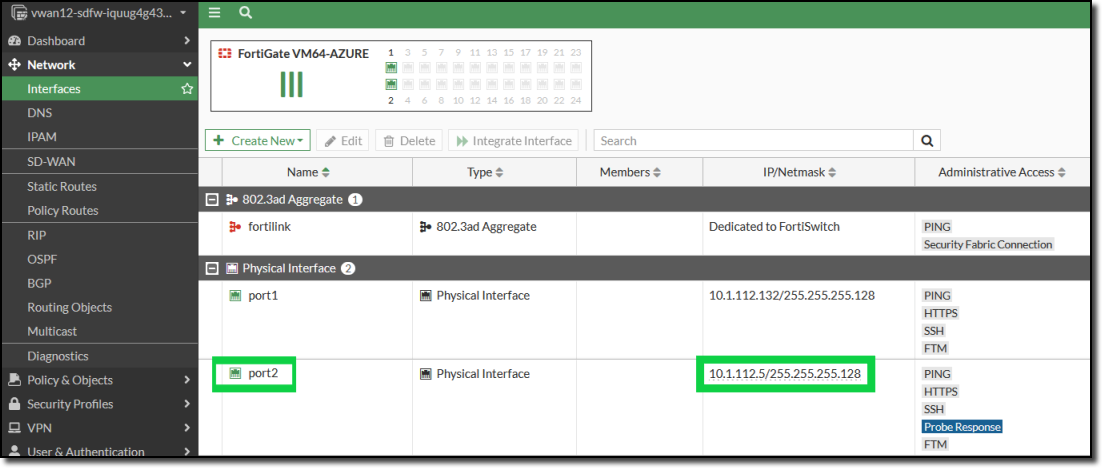 vwan12-sdfw-iquug4g43...
Dashboard
Network
Interfaces
DNS
IPAM
SD-WAN
Static Routes
Policy Routes
RIP
OSPF
BGP
Routing Objects
Multicast
Diagnostics
Policy & Objects
Security Profiles
VPN
User & Authentication
FortiGate VM64-AZURE
1 3 5 7 9 11 13 15 17 19 21 23
2 4 6 8 10 12 14 16 18 20 22 24
Create New Edit Delete Integrate Interface Search
Name Type Members IP/Netmask Administrative Access
802.3ad Aggregate 1
fortilink 802.3ad Aggregate Dedicated to FortiSwitch PING
Security Fabric Connection
Physical Interface 2
port1 Physical Interface 10.1.112.132/255.255.255.128 PING
HTTPS
SSH
FTM
port2 Physical Interface 10.1.112.5/255.255.255.128 PING
HTTPS
SSH
Probe Response
FTM